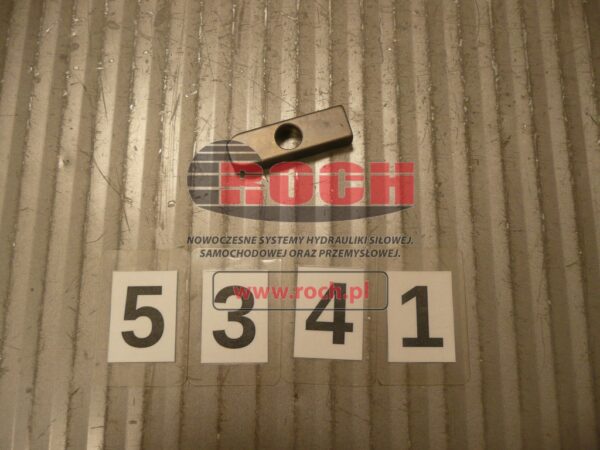 ROCH
NOWOCZESNE SYSTEMY HYDRAULIKI SIŁOWEJ,
SAMOCHODOWEJ ORAZ PRZEMYSŁOWEJ.
www.roch.pl
5 3 4 1